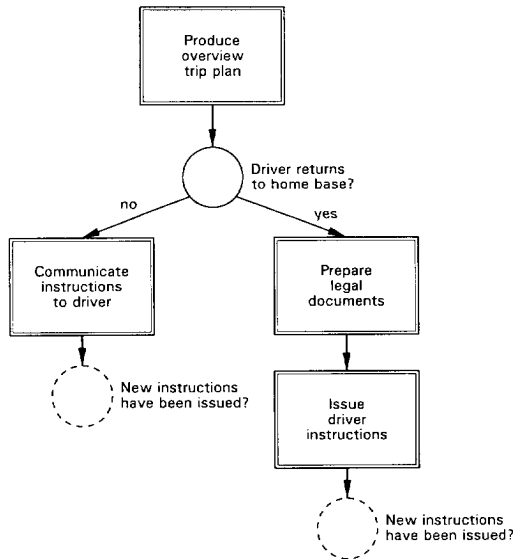 Produce
overview
trip plan
Driver returns
to home base?
no
yes
Communicate
instructions
to driver
Prepare
legal
documents
New instructions
have been issued?
Issue
driver
instructions
New instructions
have been issued?